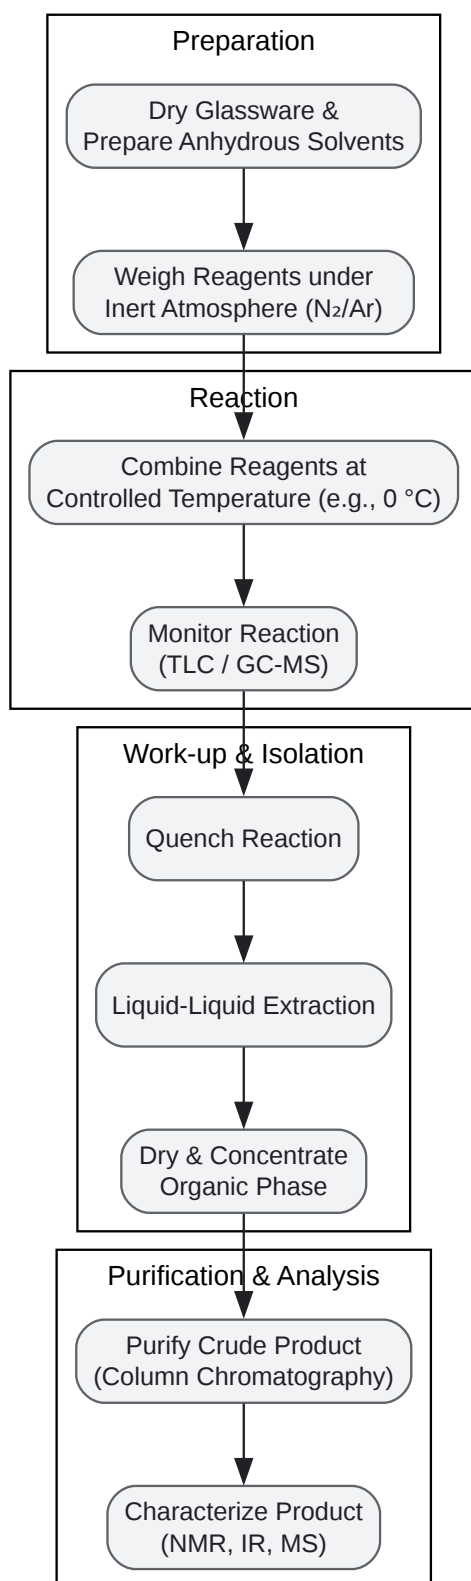 Preparation
Dry Glassware &
Prepare Anhydrous Solvents
Weigh Reagents under
Inert Atmosphere (N₂/Ar)
Reaction
Combine Reagents at
Controlled Temperature (e.g., 0 °C)
Monitor Reaction
(TLC / GC-MS)
Work-up & Isolation
Quench Reaction
Liquid-Liquid Extraction
Dry & Concentrate
Organic Phase
Purification & Analysis
Purify Crude Product
(Column Chromatography)
Characterize Product
(NMR, IR, MS)